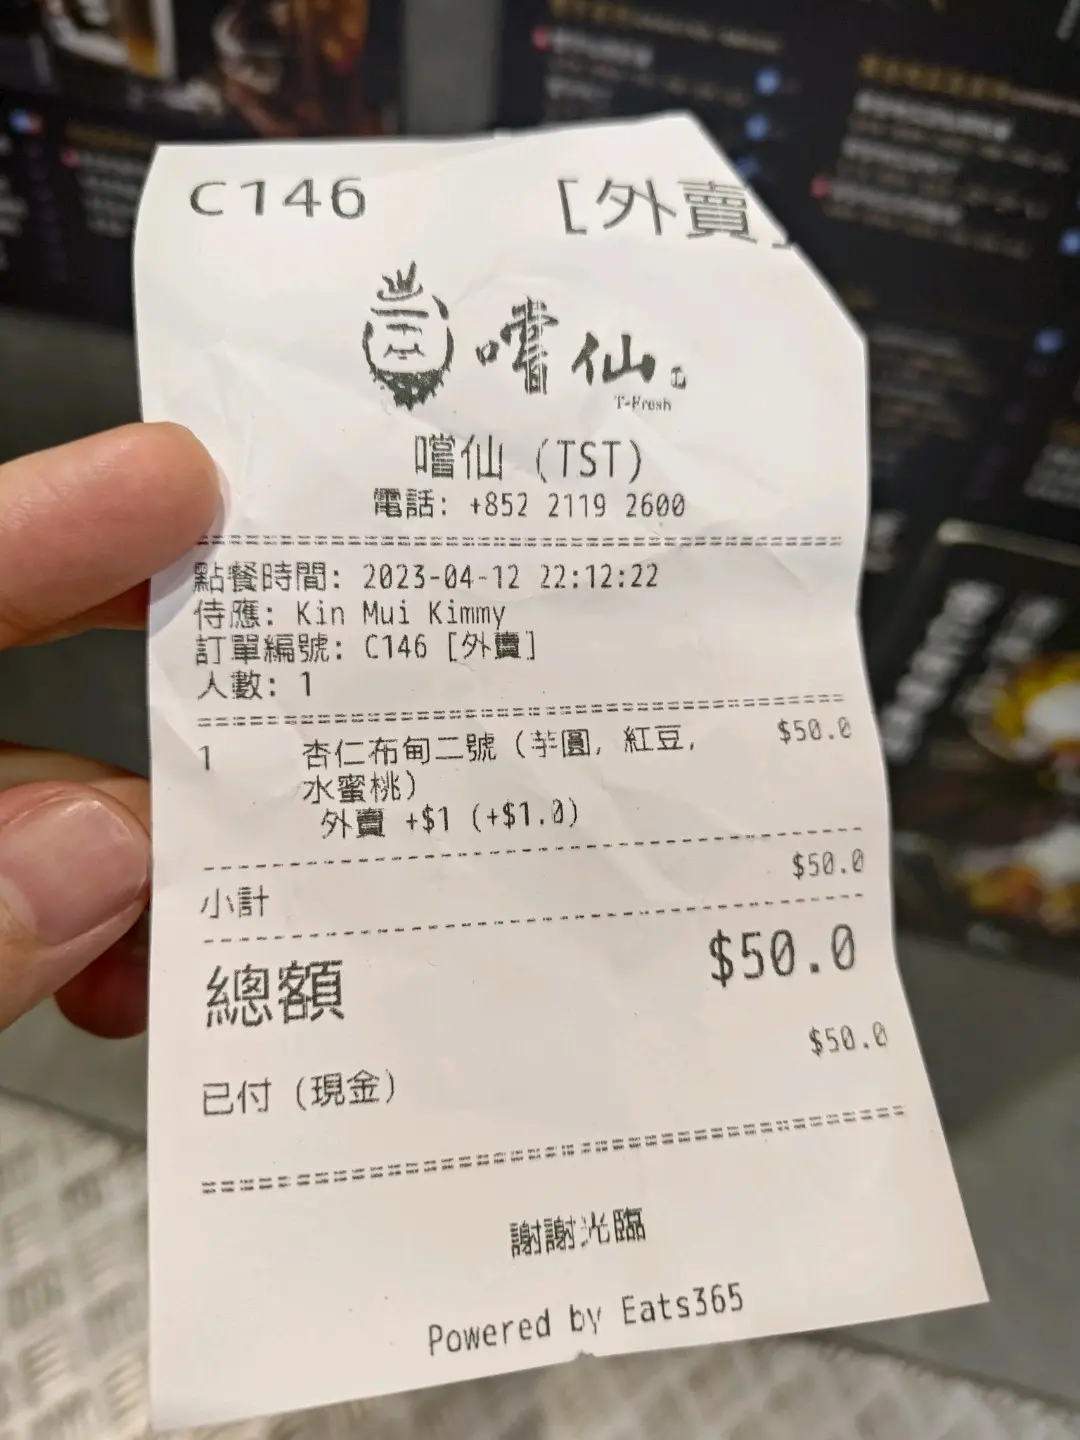 C146 [外賣]
嚐仙
T-Fresh
嚐仙 (TST)
電話: +852 2119 2600
點餐時間: 2023-04-12 22:12:22
侍應: Kin Mui Kimmy
訂單編號: C146 [外賣]
人數: 1
1 杏仁布甸二號 (芋圓, 紅豆, $50.0
水蜜桃)
外賣 +$1 (+$1.0)
小計 $50.0
總額 $50.0
已付 (現金) $50.0
謝謝光臨
Powered by Eats365